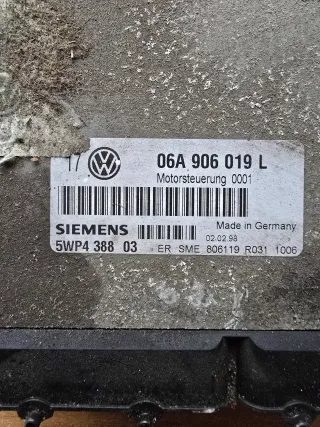 17 06A 906 019 L
Motorsteuerung 0001
Made in Germany
SIEMENS
02.02.98
5WP4 388 03 ER SME 806119 R031 1006